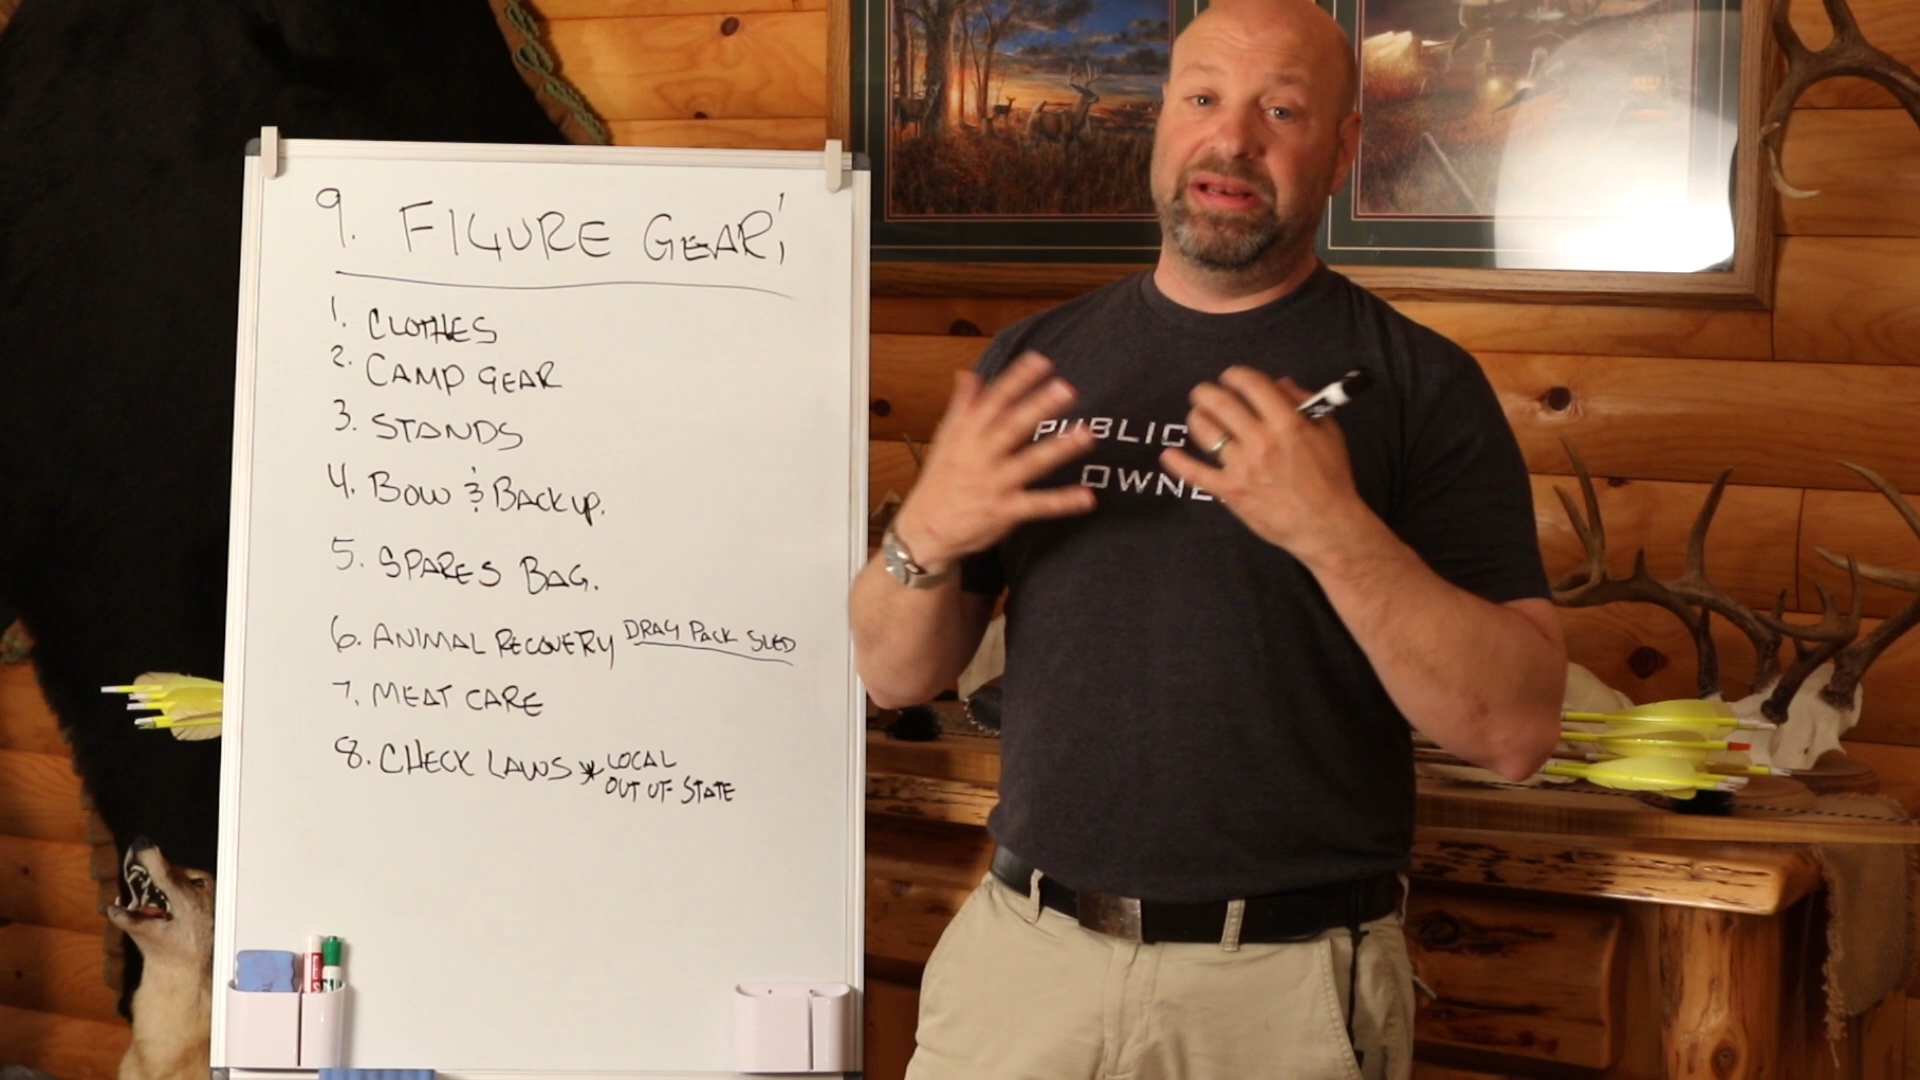 9. FIGURE GEAR!
1. CLOTHES
2. CAMP GEAR
3. STANDS
4. BOW & BACKUP.
5. SPARES BAG.
6. ANIMAL RECOVERY DRAG PACK SLED
7. MEAT CARE
8. CHECK LAWS * LOCAL
OUT OF STATE
PUBLIC
OWNE